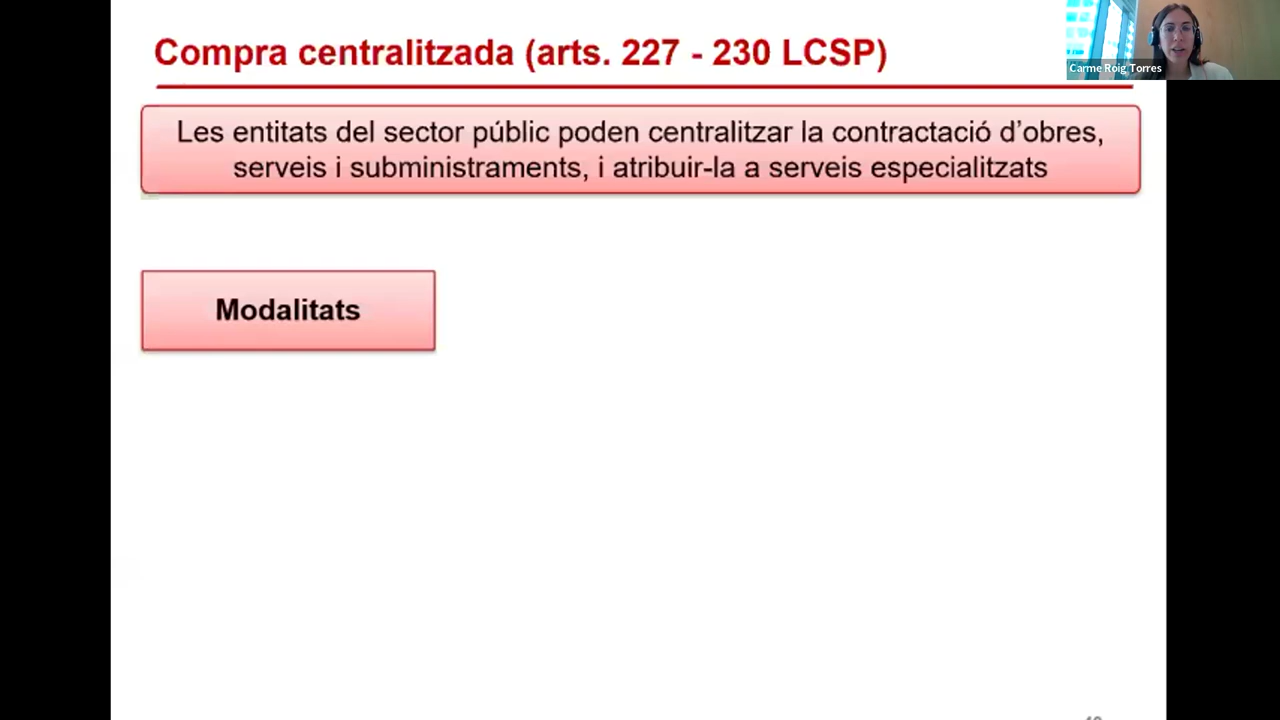 Compra centralitzada (arts. 227 - 230 LCSP)
Carme Roig Torres
Les entitats del sector públic poden centralitzar la contractació d’obres,
serveis i subministraments, i atribuir-la a serveis especialitzats
Modalitats